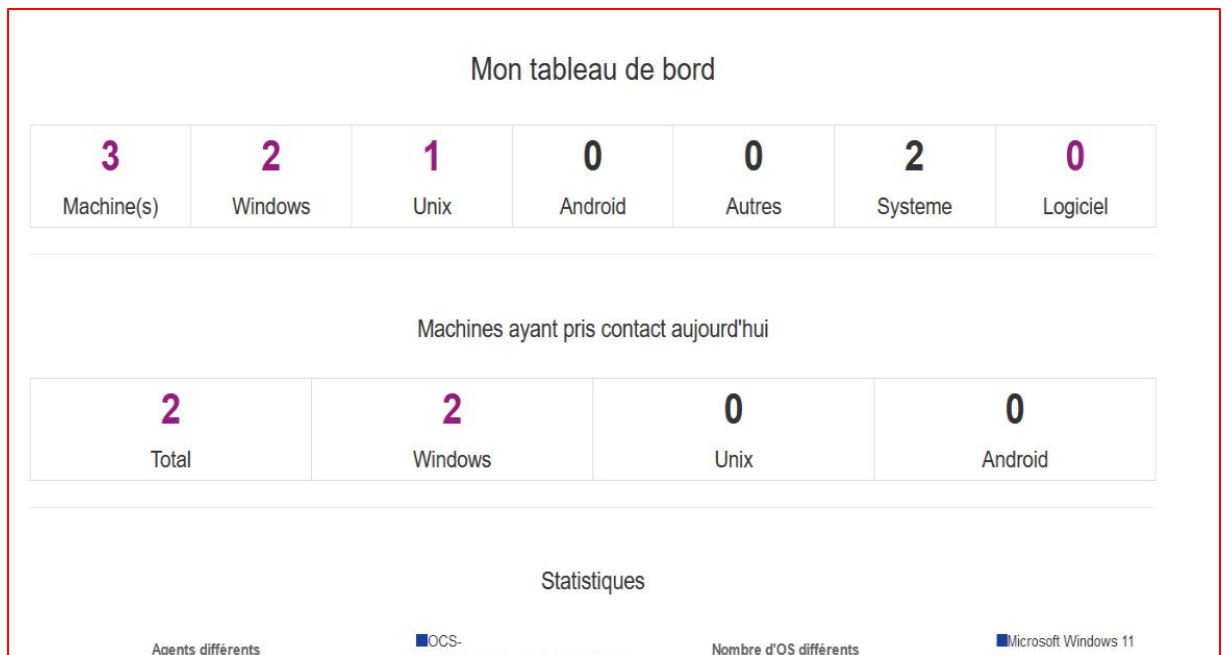 Mon tableau de bord
3 2 1 0 0 2 0
Machine(s) Windows Unix Android Autres Systeme Logiciel
Machines ayant pris contact aujourd'hui
2 2 0 0
Total Windows Unix Android
Statistiques
Agents différents OCS- Nombre d'OS différents Microsoft Windows 11